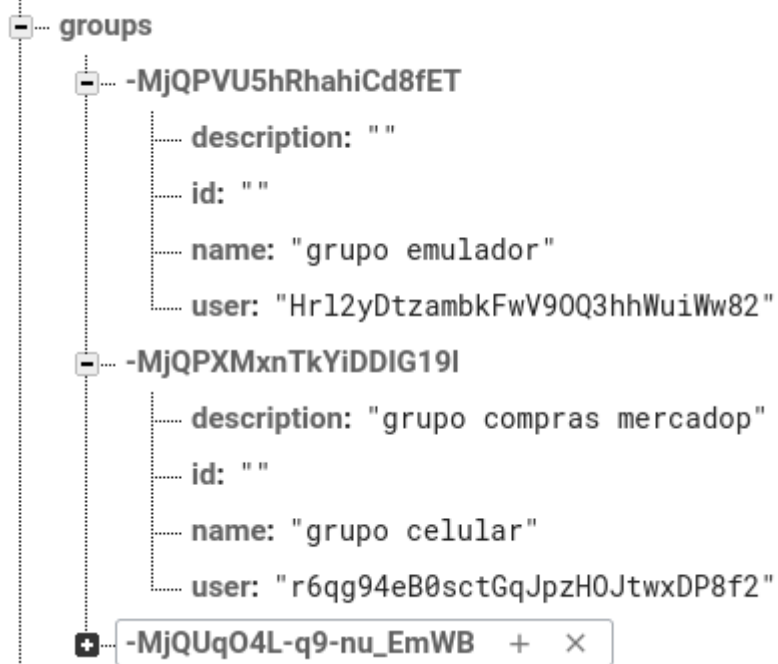 groups
-MjQPVU5hRhahiCd8fET
description: ""
id: ""
name: "grupo emulador"
user: "Hrl2yDtzambkFwV9OQ3hhWuiWw82"
-MjQPXMxnTkYiDDIG19I
description: "grupo compras mercadop"
id: ""
name: "grupo celular"
user: "r6qg94eB0sctGqJpzHOJtwxDP8f2"
-MjQUqO4L-q9-nu_EmWB